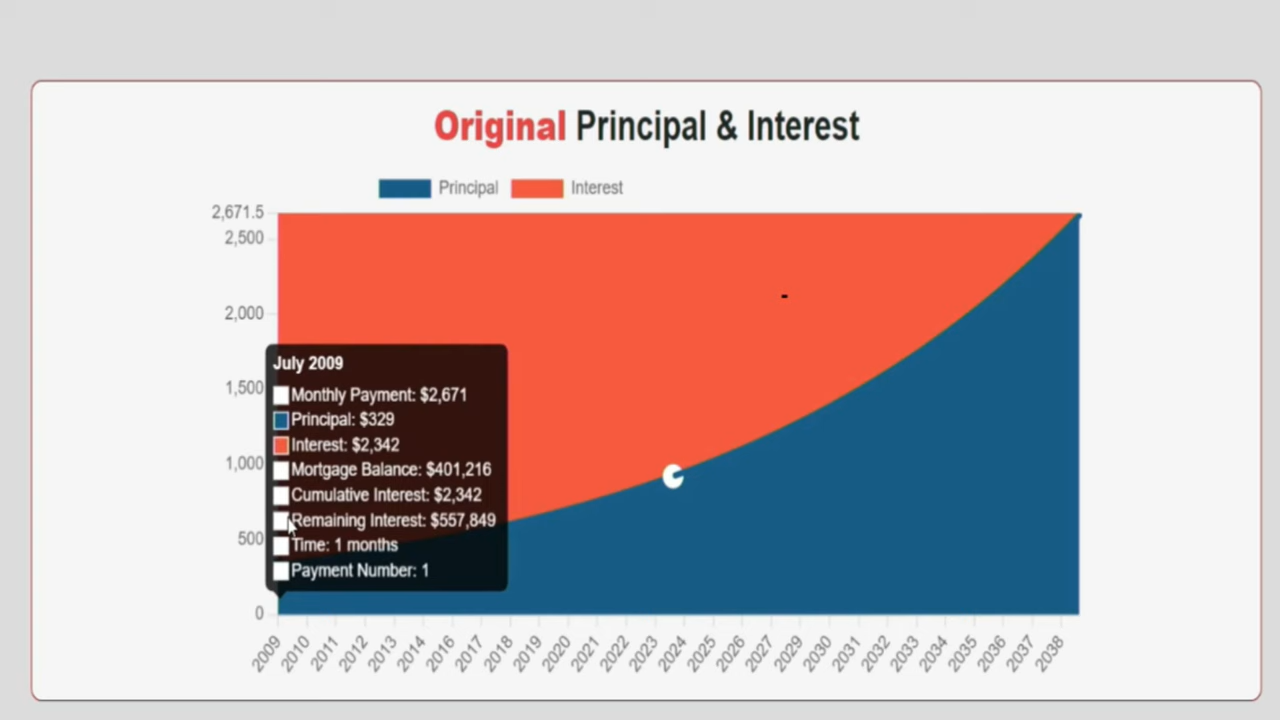 Original Principal & Interest
Principal Interest
2,671.5
2,500
2,000
1,500
1,000
500
0
July 2009
Monthly Payment: $2,671
Principal: $329
Interest: $2,342
Mortgage Balance: $401,216
Cumulative Interest: $2,342
Remaining Interest: $557,849
Time: 1 months
Payment Number: 1
2009 2010 2011 2012 2013 2014 2016 2017 2018 2019 2020 2021 2022 2023 2024 2025 2026 2027 2029 2030 2031 2032 2033 2034 2035 2036 2037 2038